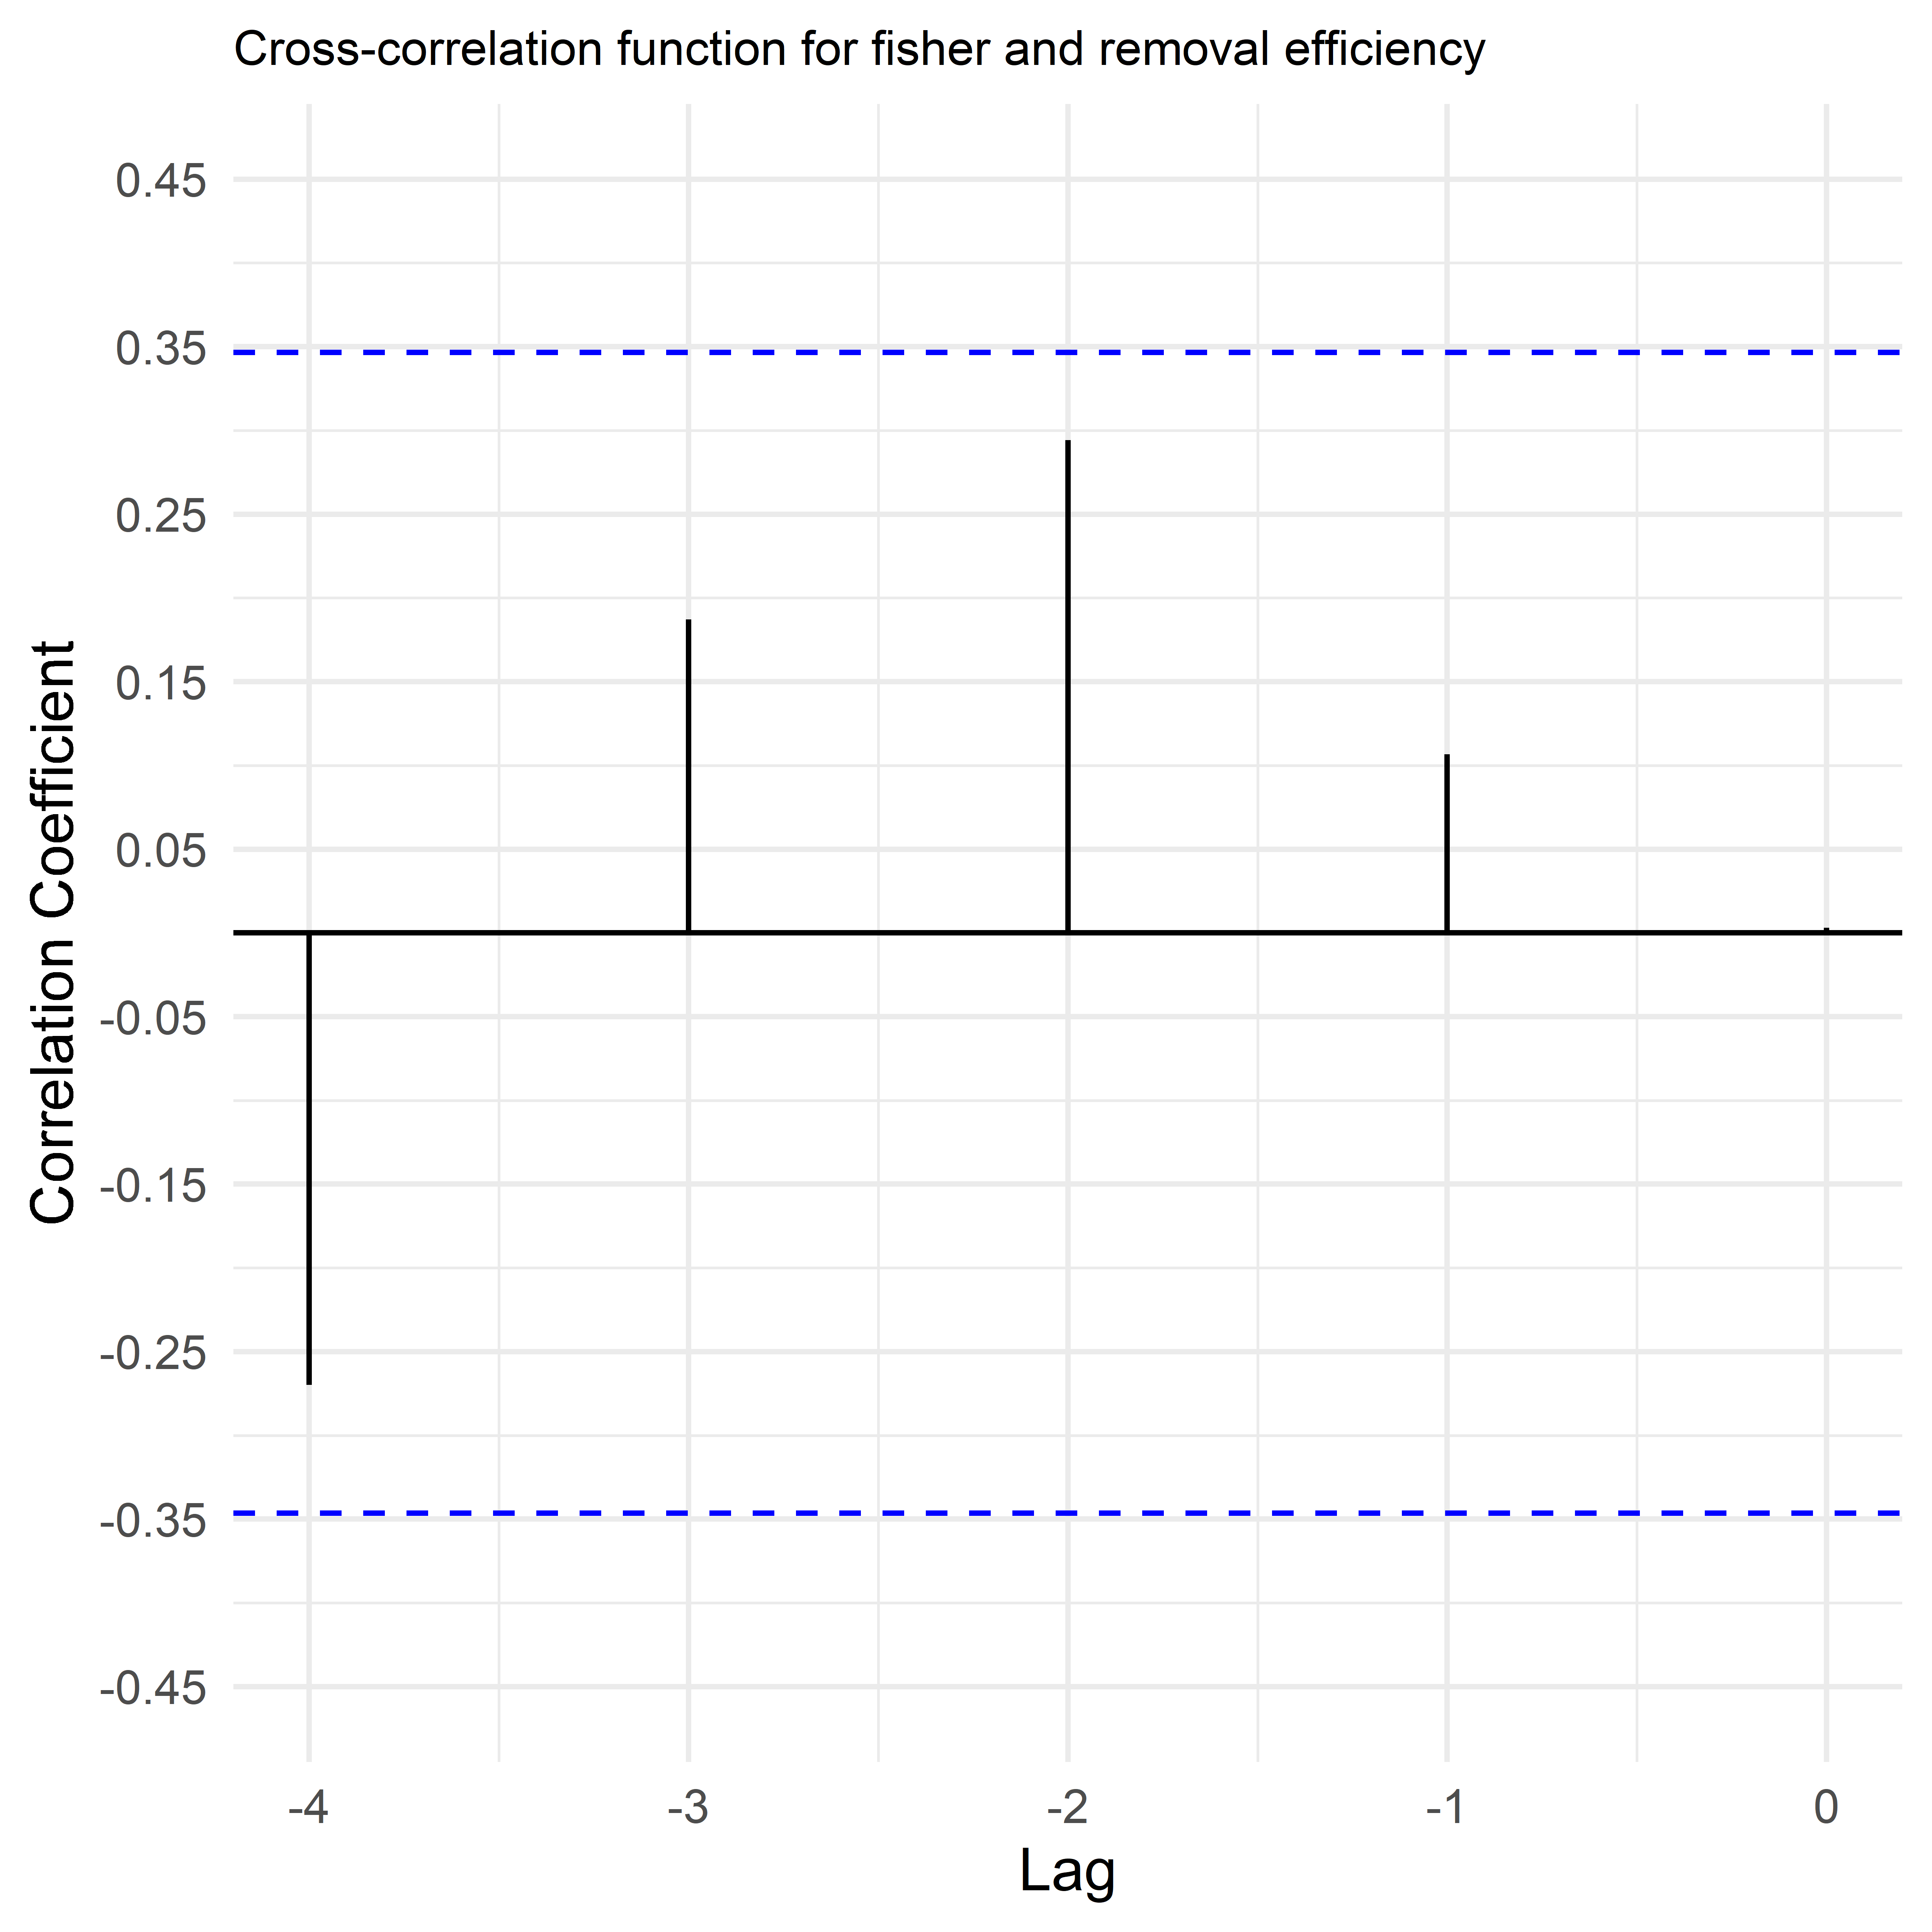 Cross-correlation function for fisher and removal efficiency
0.45
0.35
0.25
0.15
0.05
-0.05
-0.15
-0.25
-0.35
-0.45
Correlation Coefficient
-4 -3 -2 -1 0
Lag